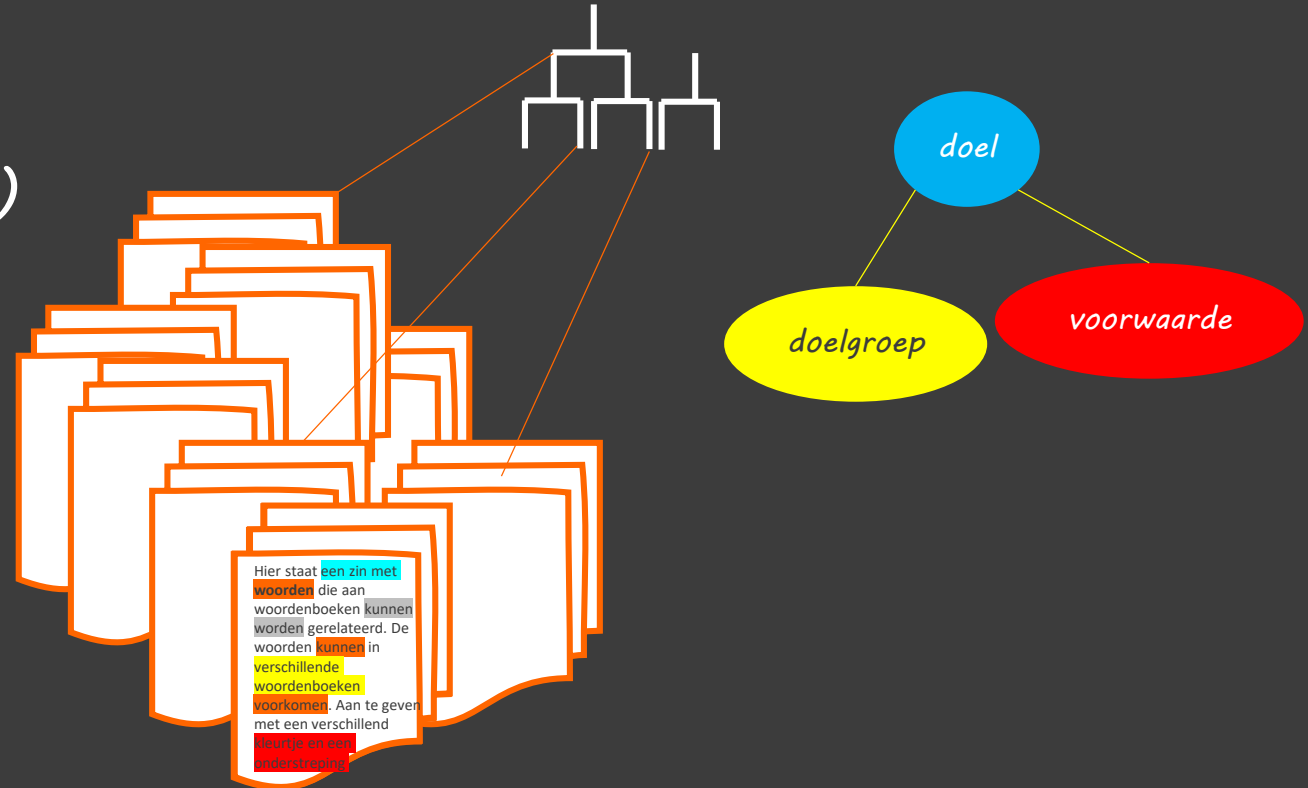 doel
doelgroep
voorwaarde
Hier staat een zin met
woorden die aan
woordenboeken kunnen
worden gerelateerd. De
woorden kunnen in
verschillende
woordenboeken
voorkomen. Aan te geven
met een verschillend
kleurtje en een
onderstreping